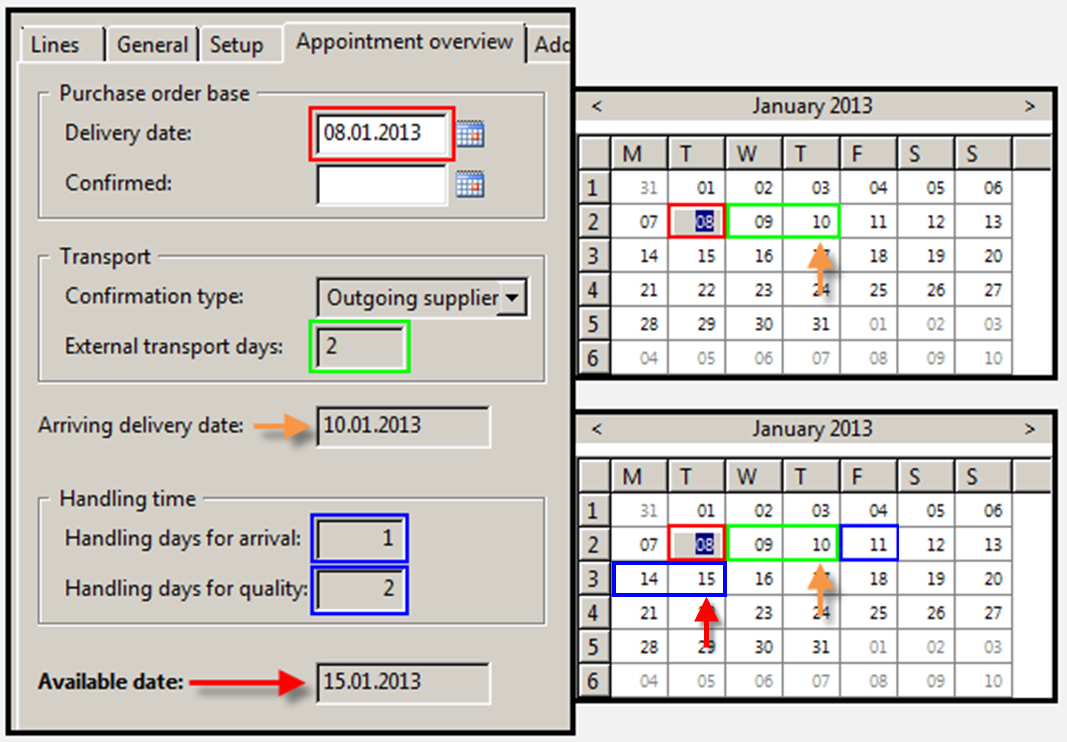 Lines General Setup Appointment overview Add
Purchase order base
Delivery date: 08.01.2013
Confirmed:
Transport
Confirmation type: Outgoing supplier
External transport days: 2
Arriving delivery date: 10.01.2013
Handling time
Handling days for arrival: 1
Handling days for quality: 2
Available date: 15.01.2013
< January 2013 >
M T W T F S S
1 31 01 02 03 04 05 06
2 07 08 09 10 11 12 13
3 14 15 16 18 19 20
4 21 22 23 24 25 26 27
5 28 29 30 31 01 02 03
6 04 05 06 07 08 09 10
< January 2013 >
M T W T F S S
1 31 01 02 03 04 05 06
2 07 08 09 10 11 12 13
3 14 15 16 18 19 20
4 21 23 24 25 26 27
5 28 29 30 31 01 02 03
6 04 05 06 07 08 09 10